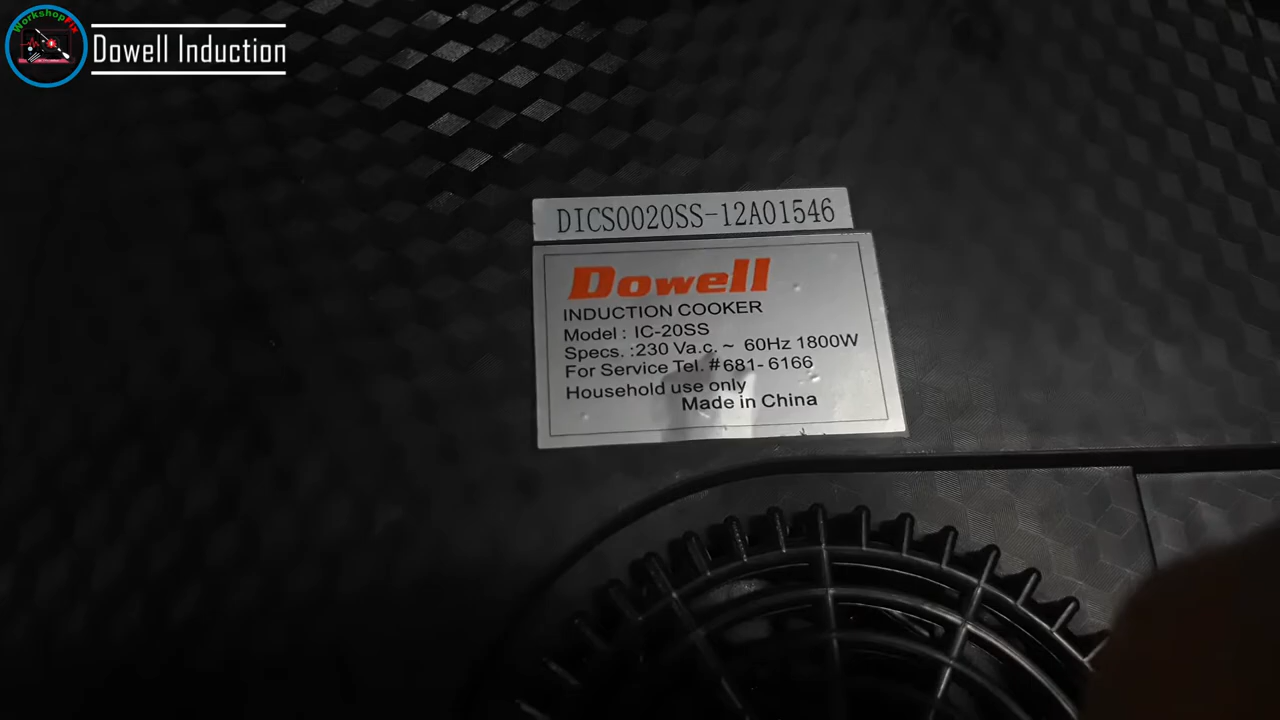 WorkshopFix
Dowell Induction
DICS0020SS-12A01546
Dowell
INDUCTION COOKER
Model : IC-20SS
Specs. :230 Va.c. ~ 60Hz 1800W
For Service Tel. #681- 6166
Household use only
Made in China